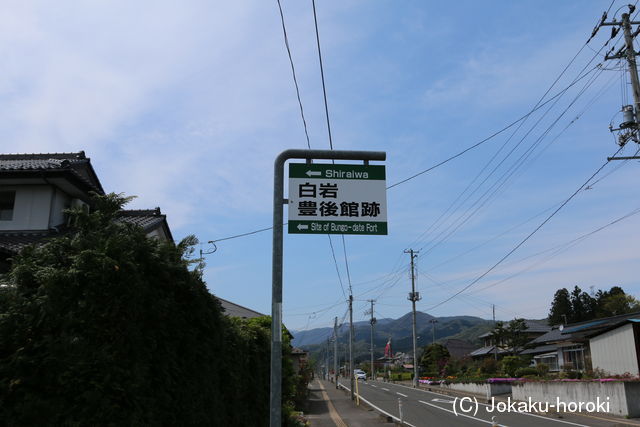 ← Shiraiwa
白岩
豊後館跡
← Site of Bungo-date Fort
(C) Jokaku-horoki